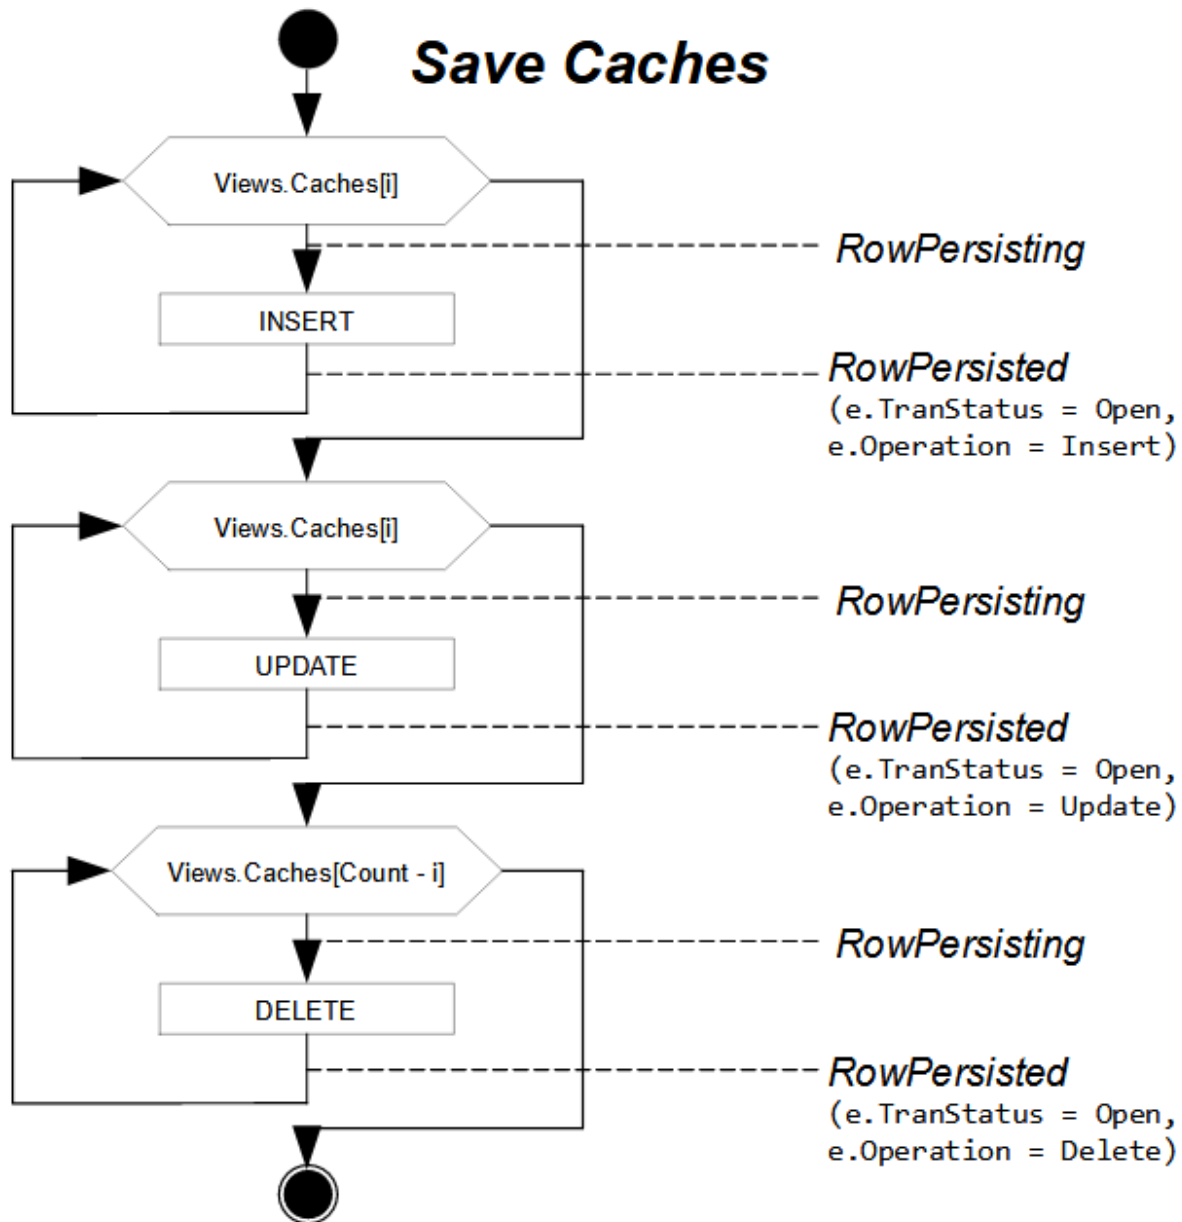 Save Caches
Views.Caches[i]
RowPersisting
INSERT
RowPersisted
(e.TranStatus = Open,
e.Operation = Insert)
Views.Caches[i]
RowPersisting
UPDATE
RowPersisted
(e.TranStatus = Open,
e.Operation = Update)
Views.Caches[Count - i]
RowPersisting
DELETE
RowPersisted
(e.TranStatus = Open,
e.Operation = Delete)